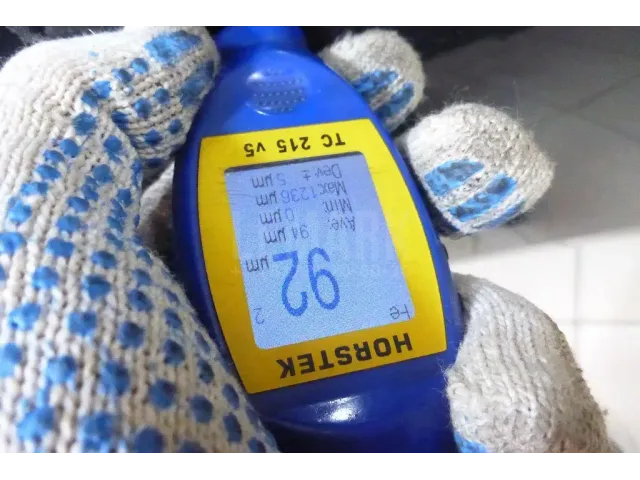 HORSTEK
Fe 2
92 µm
Ave. 94 µm
Min: 0 µm
Max:1236 µm
Dev.± 5 µm
TC 215 v5